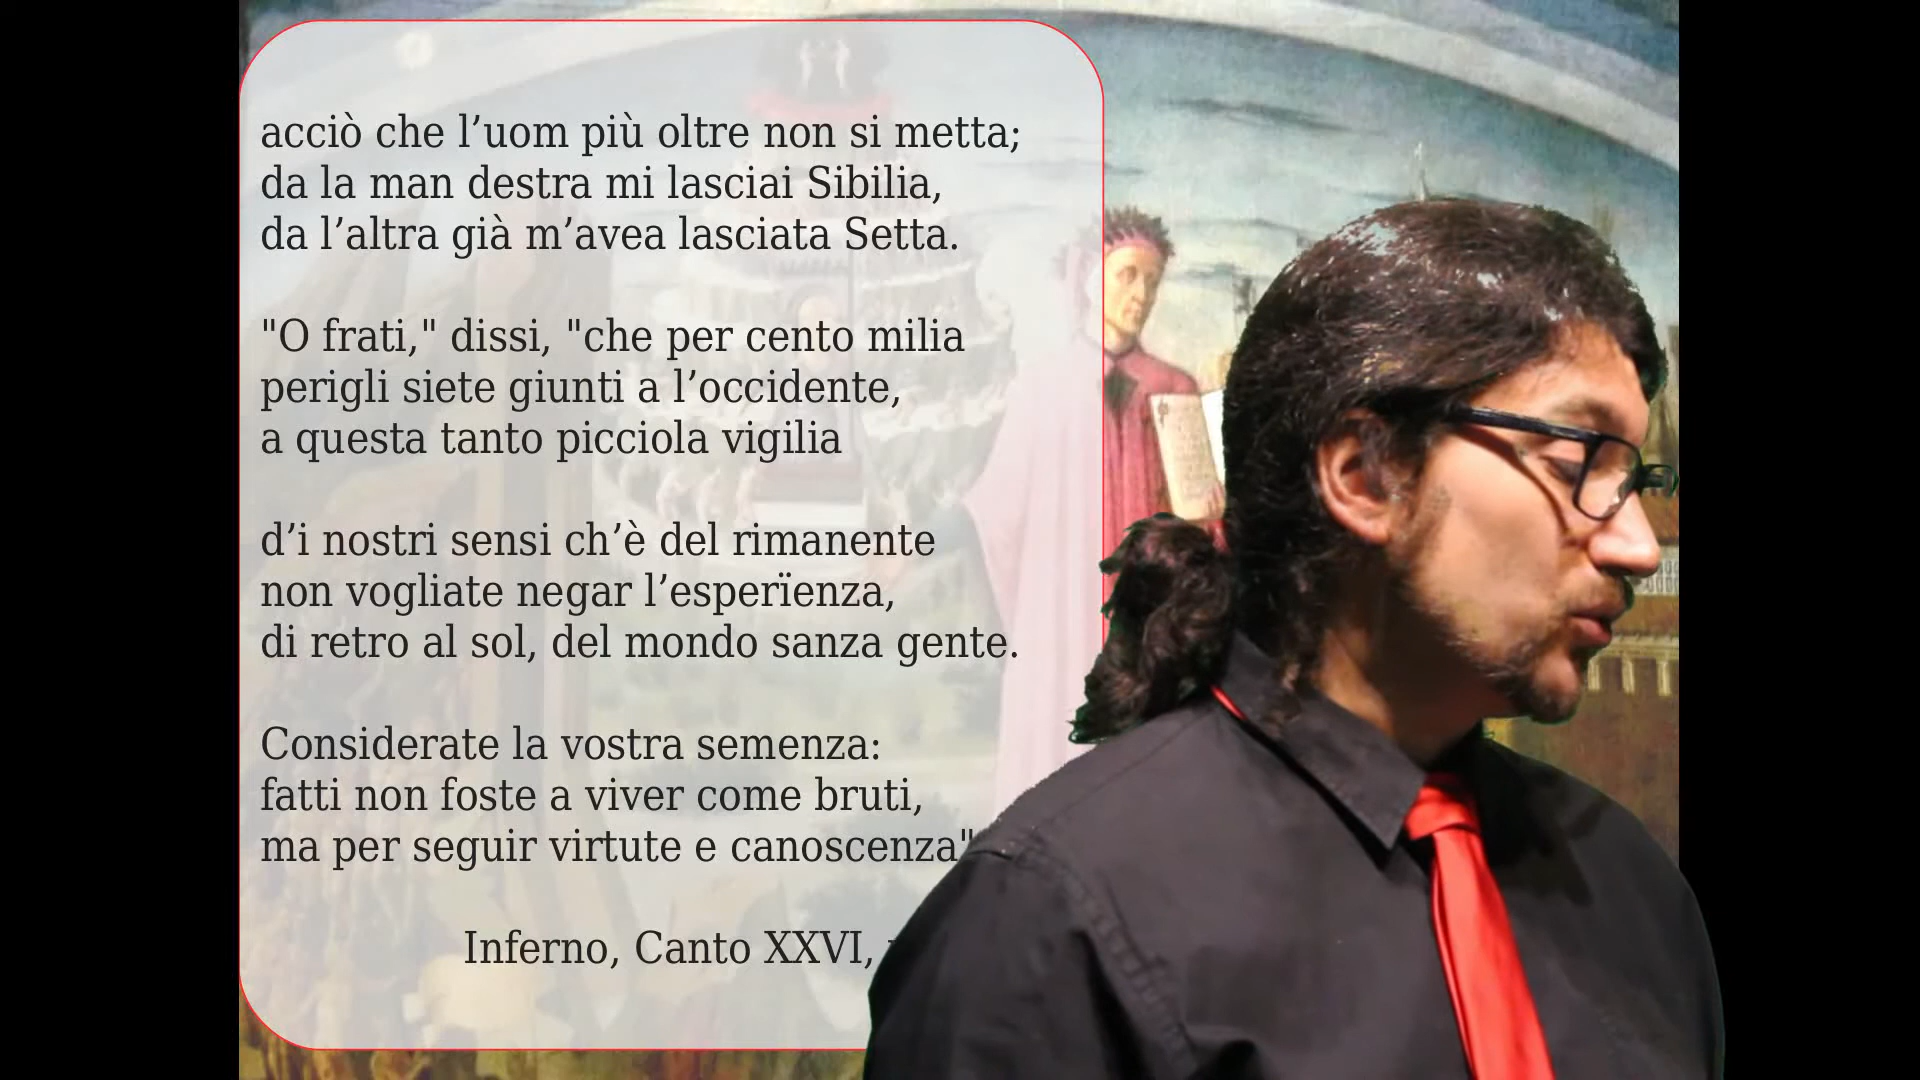 acciò che l’uom più oltre non si metta;
da la man destra mi lasciai Sibilia,
da l’altra già m’avea lasciata Setta.
"O frati," dissi, "che per cento milia
perigli siete giunti a l’occidente,
a questa tanto picciola vigilia
d’i nostri sensi ch’è del rimanente
non vogliate negar l’esperïenza,
di retro al sol, del mondo sanza gente.
Considerate la vostra semenza:
fatti non foste a viver come bruti,
ma per seguir virtute e canoscenza"
Inferno, Canto XXVI,